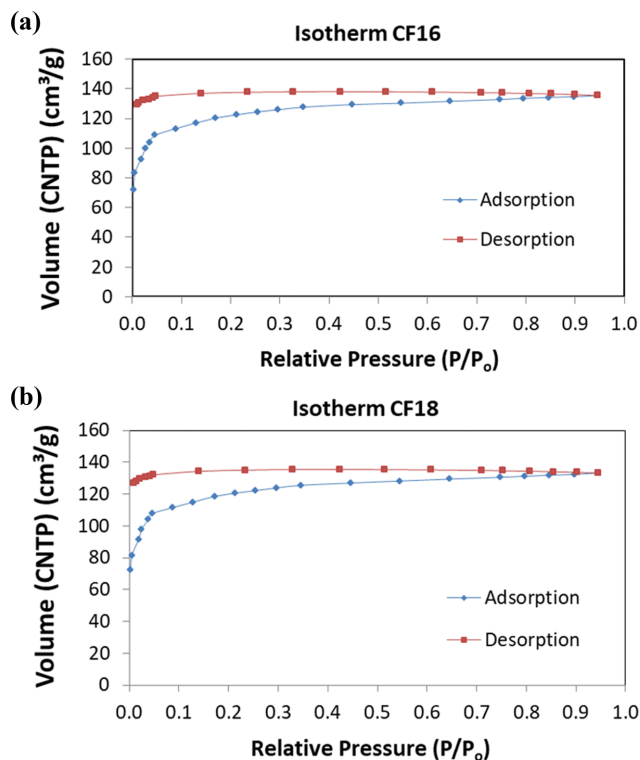 (a)
Isotherm CF16
Volume (CNTP) (cm³/g)
160
140
120
100
80
60
40
20
0
Adsorption
Desorption
0.0 0.1 0.2 0.3 0.4 0.5 0.6 0.7 0.8 0.9 1.0
Relative Pressure (P/Pₒ)
(b)
Isotherm CF18
Volume (CNTP) (cm³/g)
160
140
120
100
80
60
40
20
0
Adsorption
Desorption
0.0 0.1 0.2 0.3 0.4 0.5 0.6 0.7 0.8 0.9 1.0
Relative Pressure (P/Pₒ)